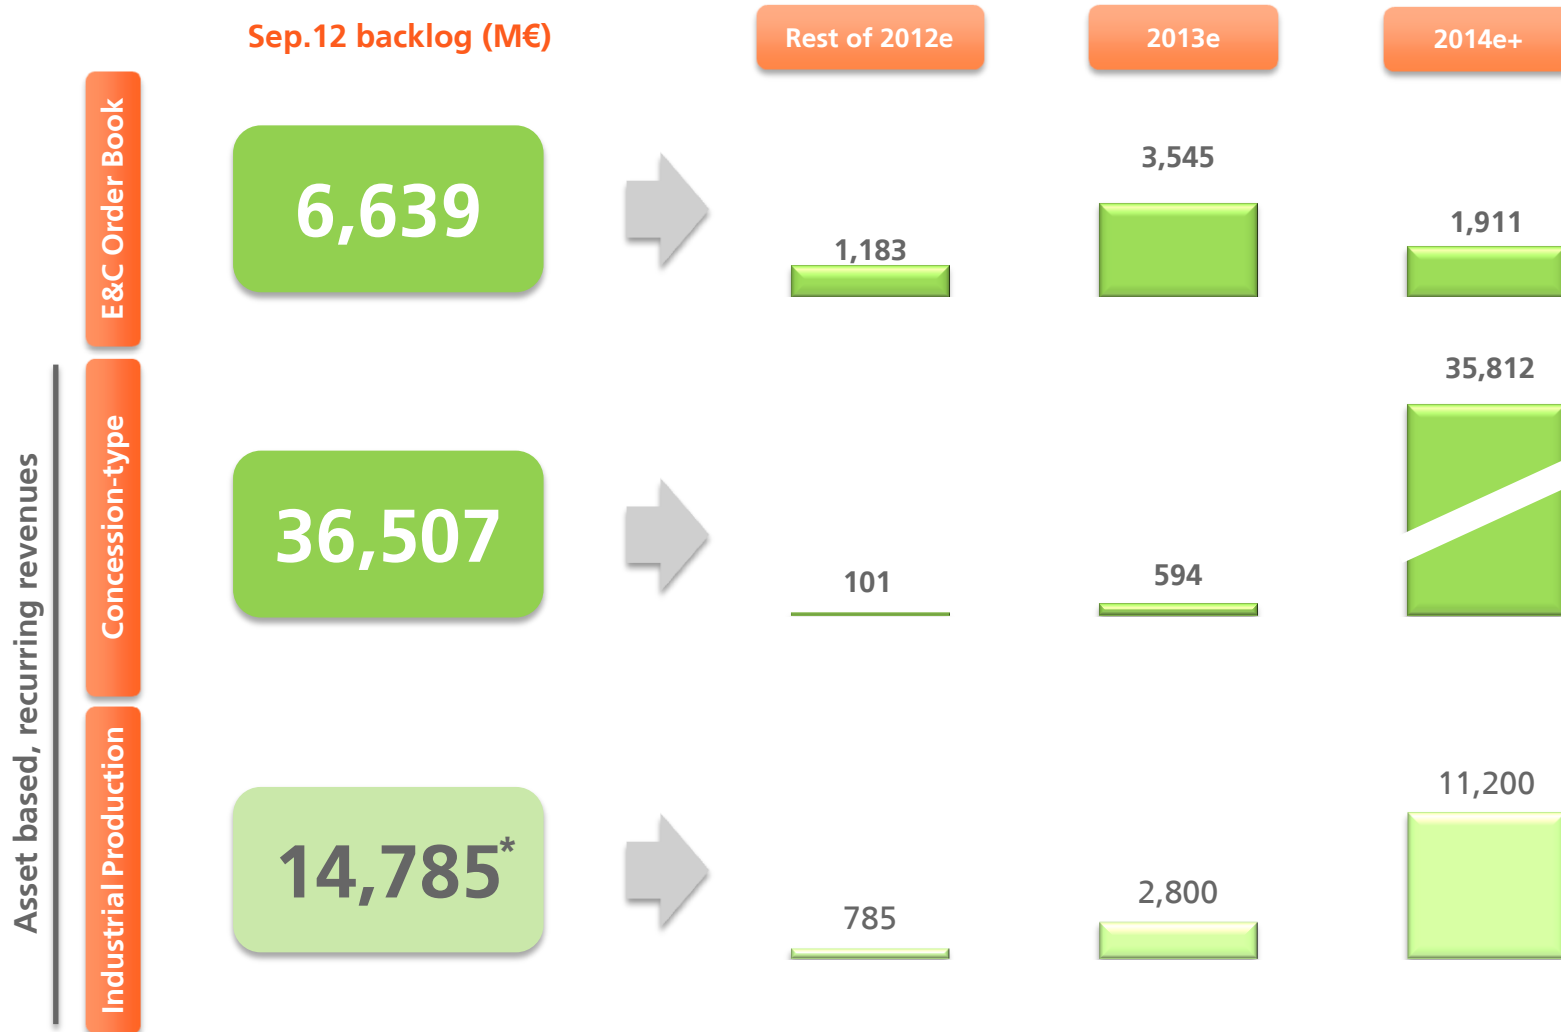 Sep.12 backlog (M€)
Rest of 2012e
2013e
2014e+
E&C Order Book
6,639
1,183
3,545
1,911
Asset based, recurring revenues
Concession-type
36,507
101
594
35,812
Industrial Production
14,785*
785
2,800
11,200